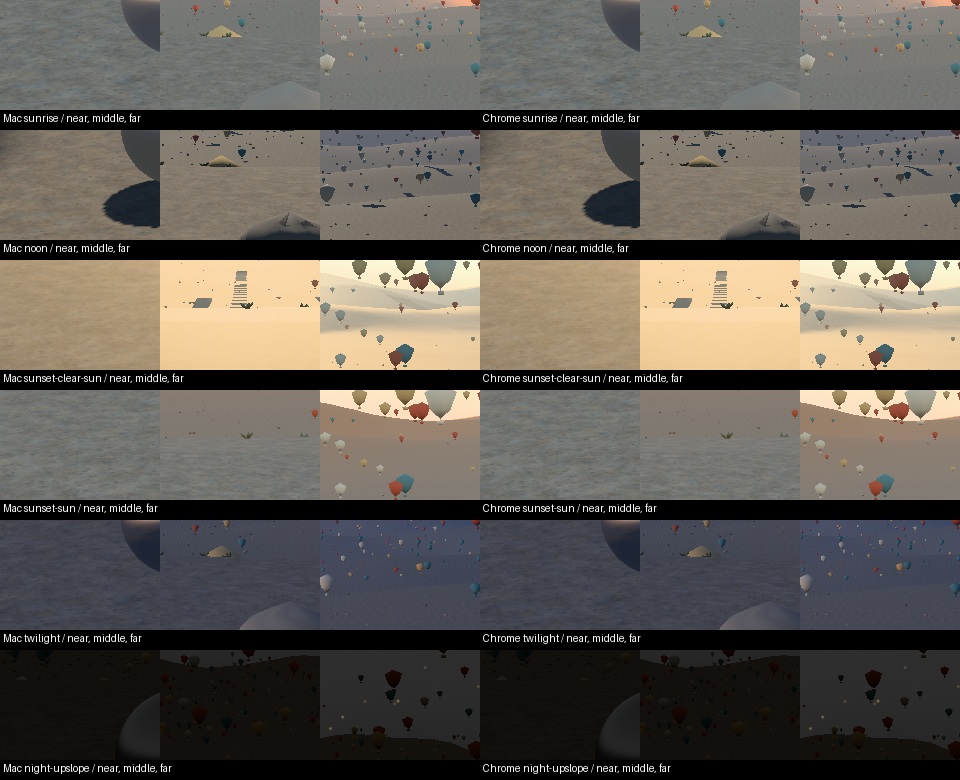 Mac sunrise / near, middle, far
Chrome sunrise / near, middle, far
Mac noon / near, middle, far
Chrome noon / near, middle, far
Mac sunset-clear-sun / near, middle, far
Chrome sunset-clear-sun / near, middle, far
Mac sunset-sun / near, middle, far
Chrome sunset-sun / near, middle, far
Mac twilight / near, middle, far
Chrome twilight / near, middle, far
Mac night-upslope / near, middle, far
Chrome night-upslope / near, middle, far